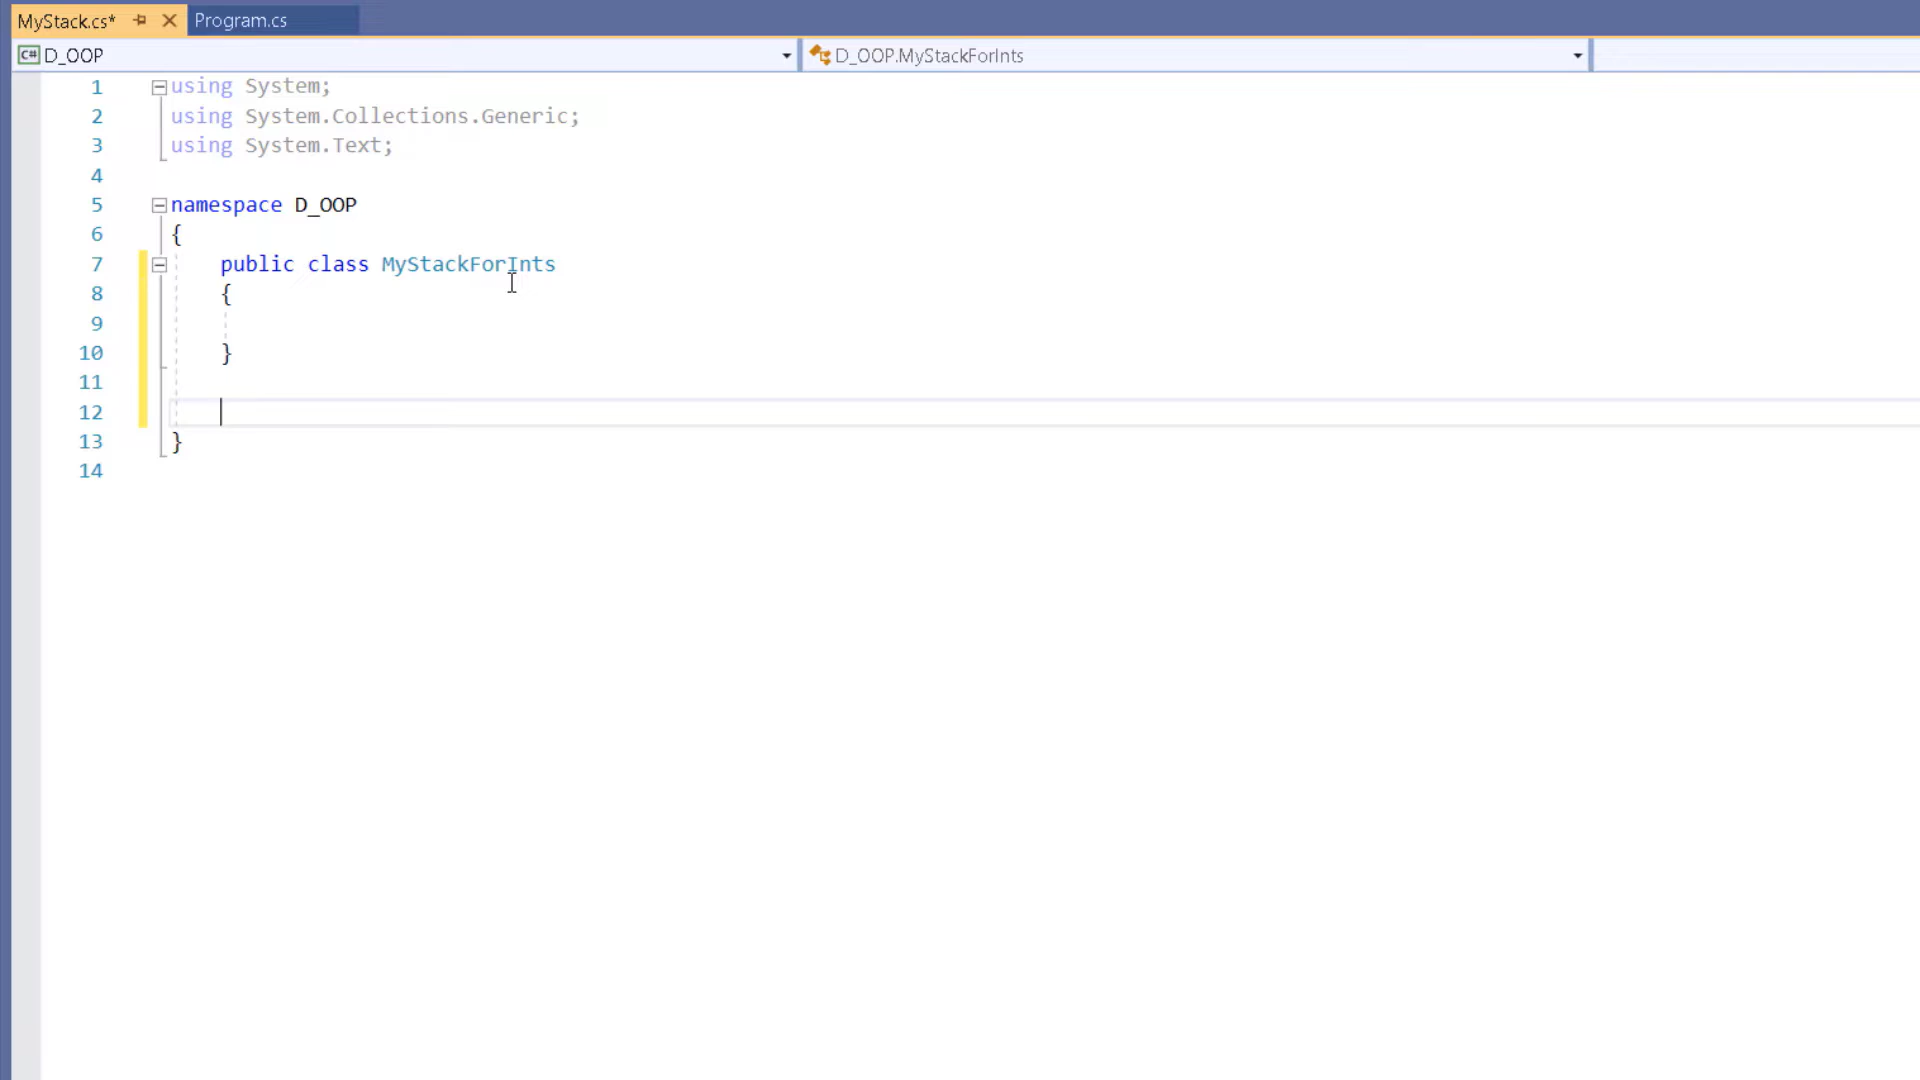 MyStack.cs* Program.cs
C# D_OOP D_OOP.MyStackForInts
1 using System;
2 using System.Collections.Generic;
3 using System.Text;
4
5 namespace D_OOP
6 {
7 public class MyStackForInts
8 {
9
10 }
11
12
13 }
14